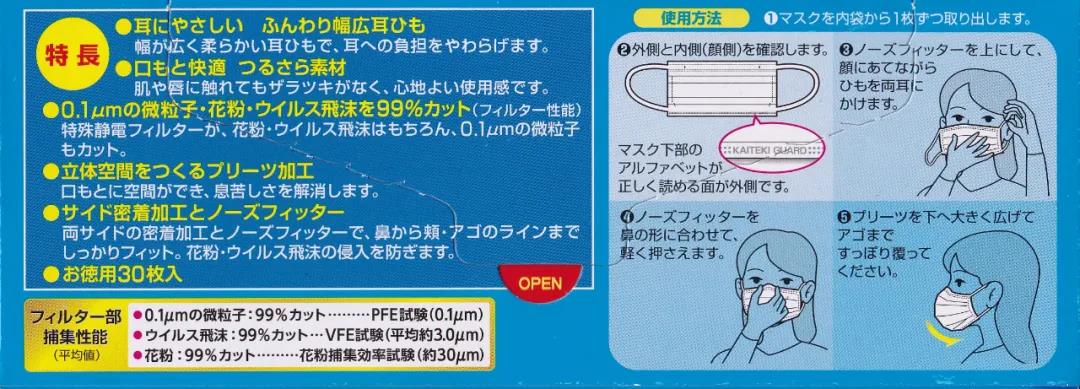 特長
●耳にやさしい ふんわり幅広耳ひも
幅が広く柔らかい耳ひもで、耳への負担をやわらげます。
●口もと快適 つるさら素材
肌や唇に触れてもザラツキがなく、心地よい使用感です。
●0.1μmの微粒子・花粉・ウイルス飛沫を99%カット(フィルター性能)
特殊静電フィルターが、花粉・ウイルス飛沫はもちろん、0.1μmの微粒子
もカット。
●立体空間をつくるプリーツ加工
口もとに空間ができ、息苦しさを解消します。
●サイド密着加工とノーズフィッター
両サイドの密着加工とノーズフィッターで、鼻から頬・アゴのラインまで
しっかりフィット。花粉・ウイルス飛沫の侵入を防ぎます。
●お徳用30枚入
OPEN
フィルター部
捕集性能
(平均値)
●0.1μmの微粒子:99%カット………PFE試験(0.1μm)
●ウイルス飛沫:99%カット…VFE試験(平均約3.0μm)
●花粉:99%カット………花粉捕集効率試験(約30μm)
使用方法
❶マスクを内袋から1枚ずつ取り出します。
❷外側と内側(顔側)を確認します。
KAITEKI GUARD
マスク下部の
アルファベットが
正しく読める面が外側です。
❸ノーズフィッターを上にして、
顔にあてながら
ひもを両耳に
かけます。
❹ノーズフィッターを
鼻の形に合わせて、
軽く押さえます。
❺プリーツを下へ大きく広げて
アゴまで
すっぽり覆って
ください。